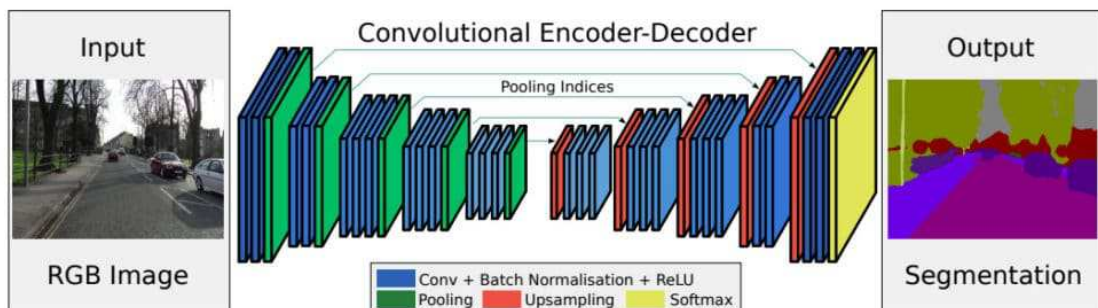 Input
Convolutional Encoder-Decoder
Output
Pooling Indices
RGB Image
Conv + Batch Normalisation + ReLU
Pooling Upsampling Softmax
Segmentation